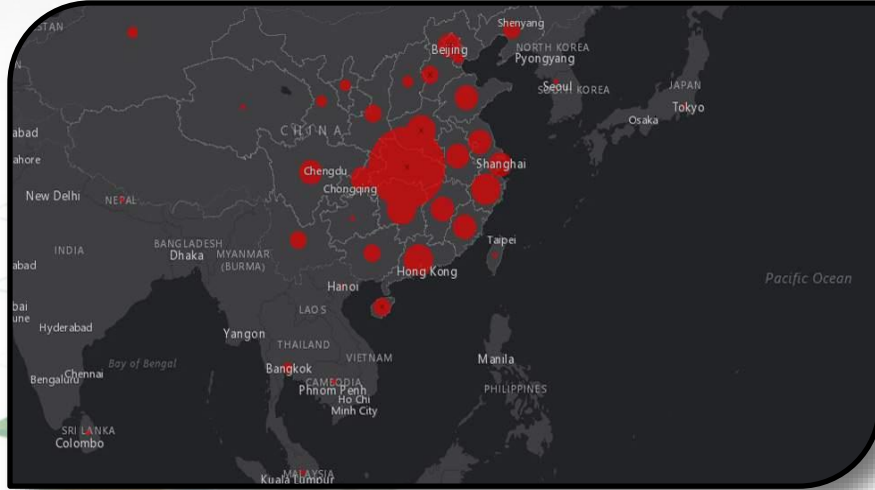 STAN
Shenyang
Beijing
NORTH KOREA
Pyongyang
N
Seoul
SOUTH KOREA
JAPAN
Tokyo
Osaka
CHINA
abad
ahore
Shanghai
Chengdu
Chongqing
New Delhi
NEPAL
Taipei
BANGLADESH
Dhaka
MYANMAR
(BURMA)
INDIA
abad
Hong Kong
Pacific Ocean
Hanoi
bai
une
LAOS
Hyderabad
Yangon
THAILAND
VIETNAM
Manila
Bay of Bengal
Bangkok
Chennai
Bengaluru
CAMBODIA
Phnom Penh
PHILIPPINES
Ho Chi
Minh City
SRI LANKA
Colombo
MALAYSIA
Kuala Lumpur